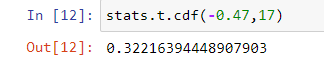 In [12]: stats.t.cdf(-0.47,17)
Out[12]: 0.32216394448907903